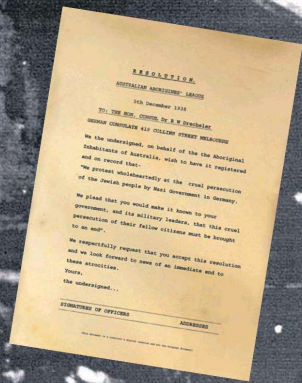 RESOLUTION.
AUSTRALIAN ABORIGINES' LEAGUE
5th December 1938
TO: THE HON. CONSUL Dr R W Drechsler
GERMAN CONSULATE 419 COLLINS STREET MELBOURNE
We the undersigned, on behalf of the the Aboriginal
Inhabitants of Australia, wish to have it registered
and on record that-
"We protest wholeheartedly at the cruel persecution
of the Jewish people by Nazi Government in Germany.
We plead that you would make it known to your
government, and its military leaders, that this cruel
persecution of their fellow citizens must be brought
to an end".
We respectfully request that you accept this resolution
and we look forward to news of an immediate end to
these atrocities.
Yours,
the undersigned...
SIGNATURES OF OFFICERS ADDRESSES